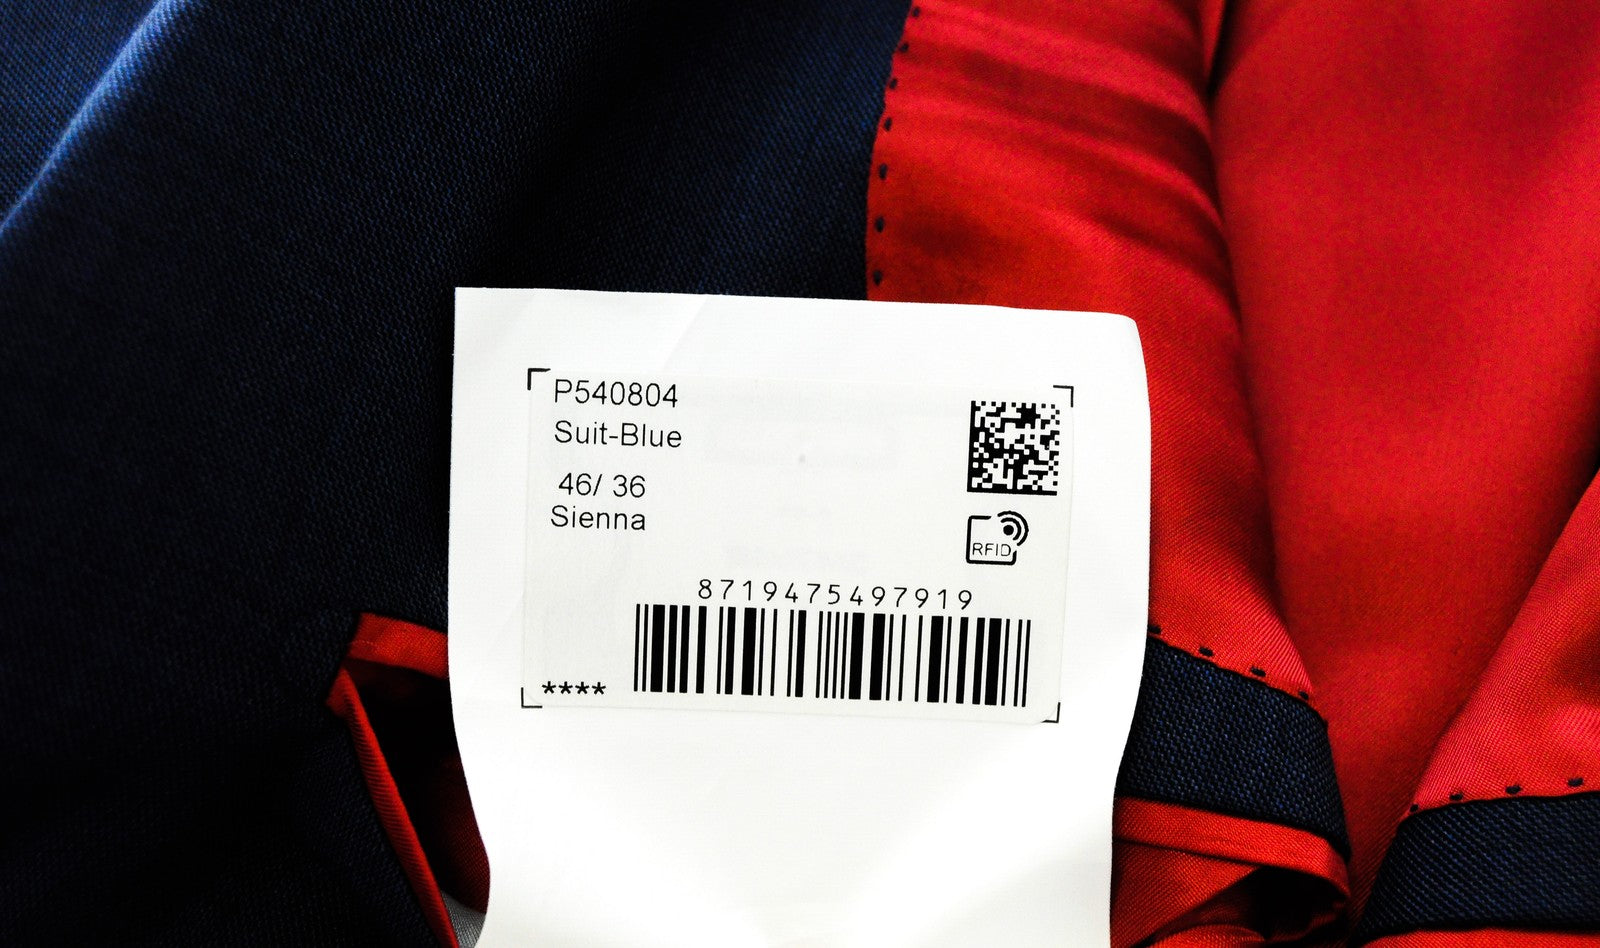 P540804
Suit-Blue
46/ 36
Sienna
RFID
8719475497919
****